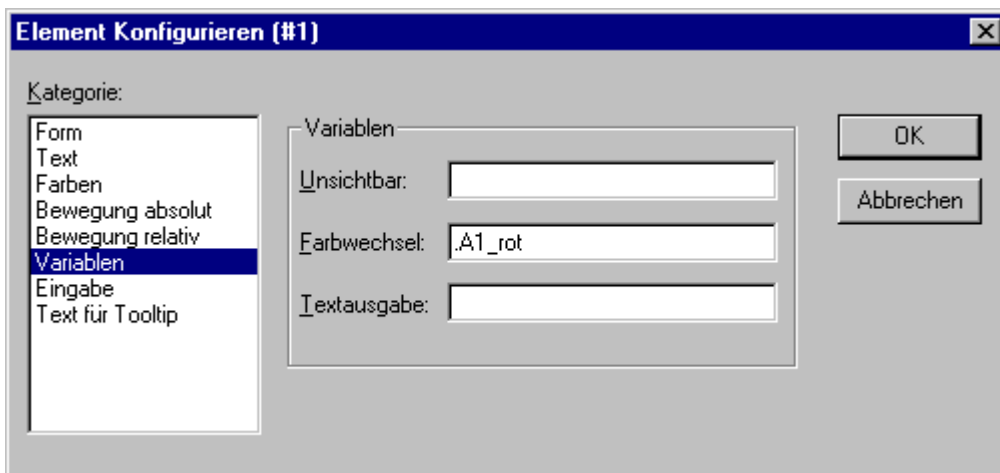 Element Konfigurieren (#1)
Kategorie:
Form
Text
Farben
Bewegung absolut
Bewegung relativ
Variablen
Eingabe
Text für Tooltip
Variablen
Unsichtbar:
Farbwechsel: .A1_rot
Textausgabe:
OK
Abbrechen